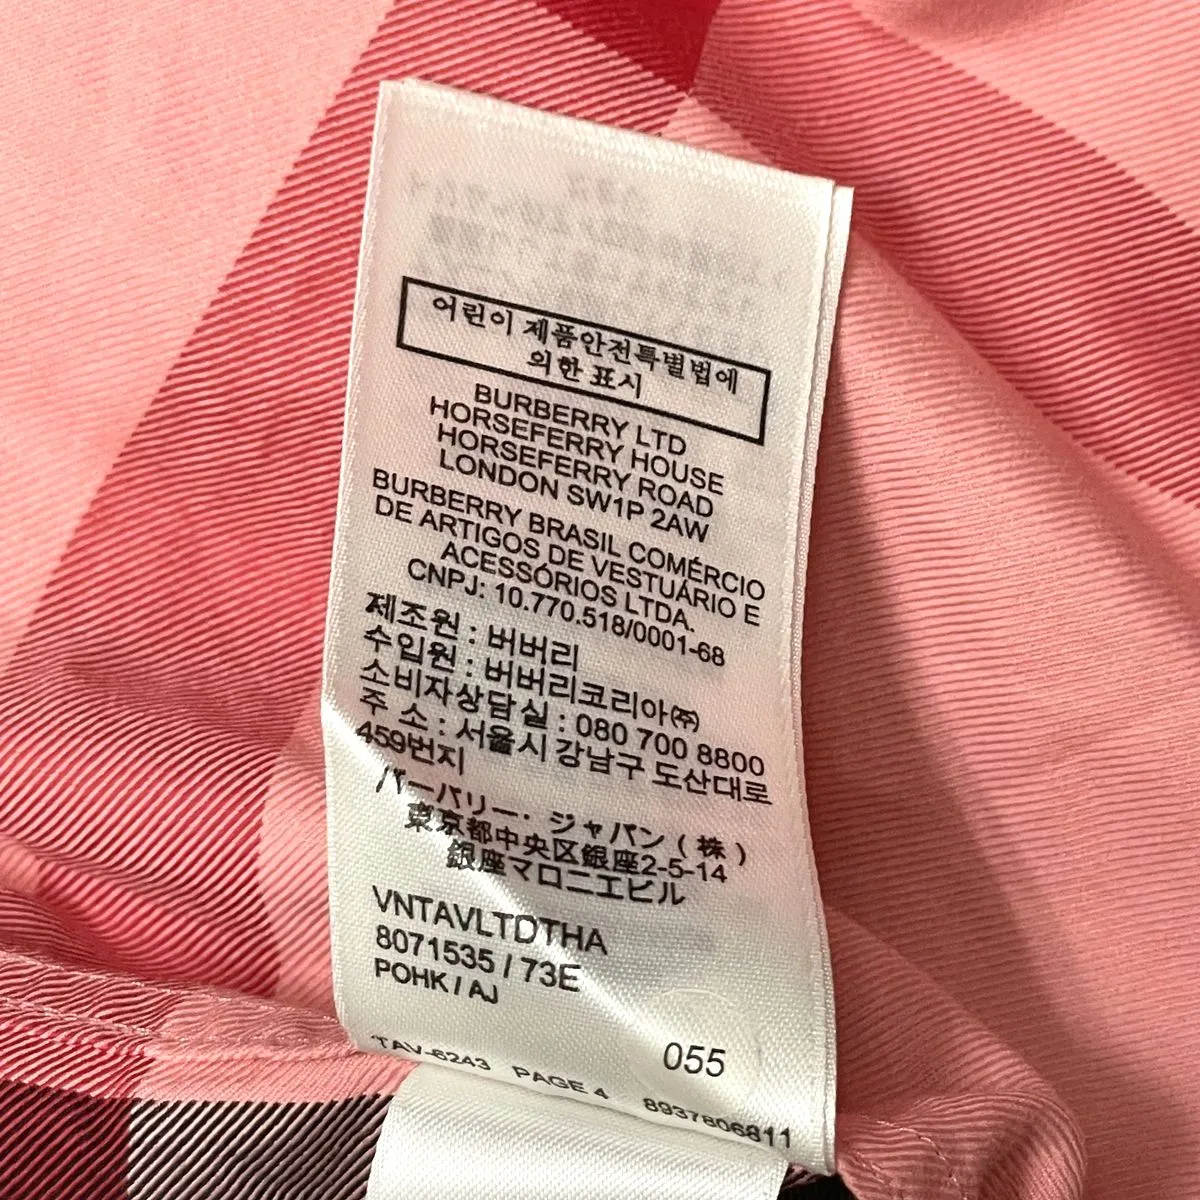 어린이 제품안전특별법에
의한 표시
BURBERRY LTD
HORSEFERRY HOUSE
HORSEFERRY ROAD
LONDON SW1P 2AW
BURBERRY BRASIL COMÉRCIO
DE ARTIGOS DE VESTUÁRIO E
ACESSÓRIOS LTDA.
CNPJ: 10.770.518/0001-68
제조원 : 버버리
수입원 : 버버리코리아㈜
소비자상담실 : 080 700 8800
주 소 : 서울시 강남구 도산대로
459번지
バーバリー・ジャパン(株)
東京都中央区銀座2-5-14
銀座マロニエビル
VNTAVLTDTHA
8071535 / 73E
POHK / AJ
055
TAV-6243 PAGE 4 8937806811